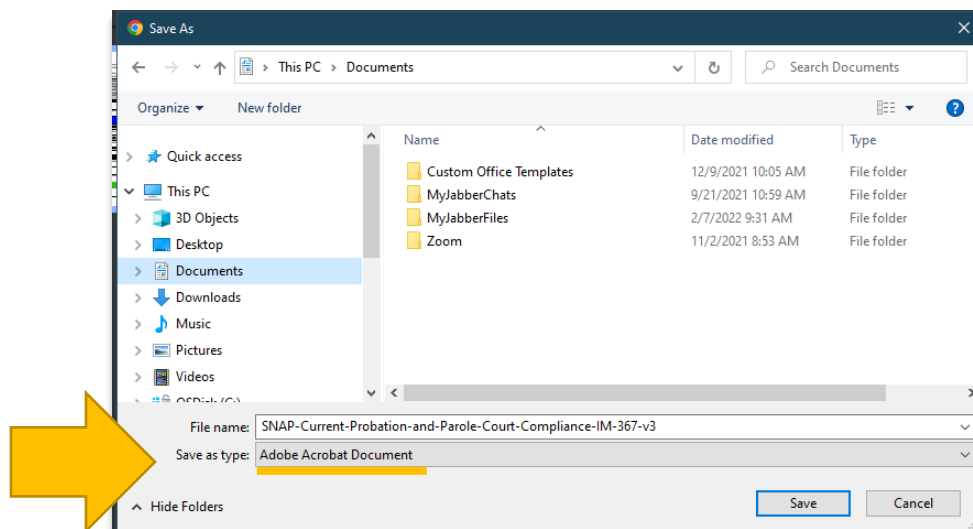 Save As
This PC > Documents
Search Documents
Organize
New folder
?
Name Date modified Type
Quick access
This PC
3D Objects
Desktop
Documents
Downloads
Music
Pictures
Videos
Custom Office Templates 12/9/2021 10:05 AM File folder
MyJabberChats 9/21/2021 10:59 AM File folder
MyJabberFiles 2/7/2022 9:31 AM File folder
Zoom 11/2/2021 8:53 AM File folder
File name: SNAP-Current-Probation-and-Parole-Court-Compliance-IM-367-v3
Save as type: Adobe Acrobat Document
Hide Folders
Save
Cancel